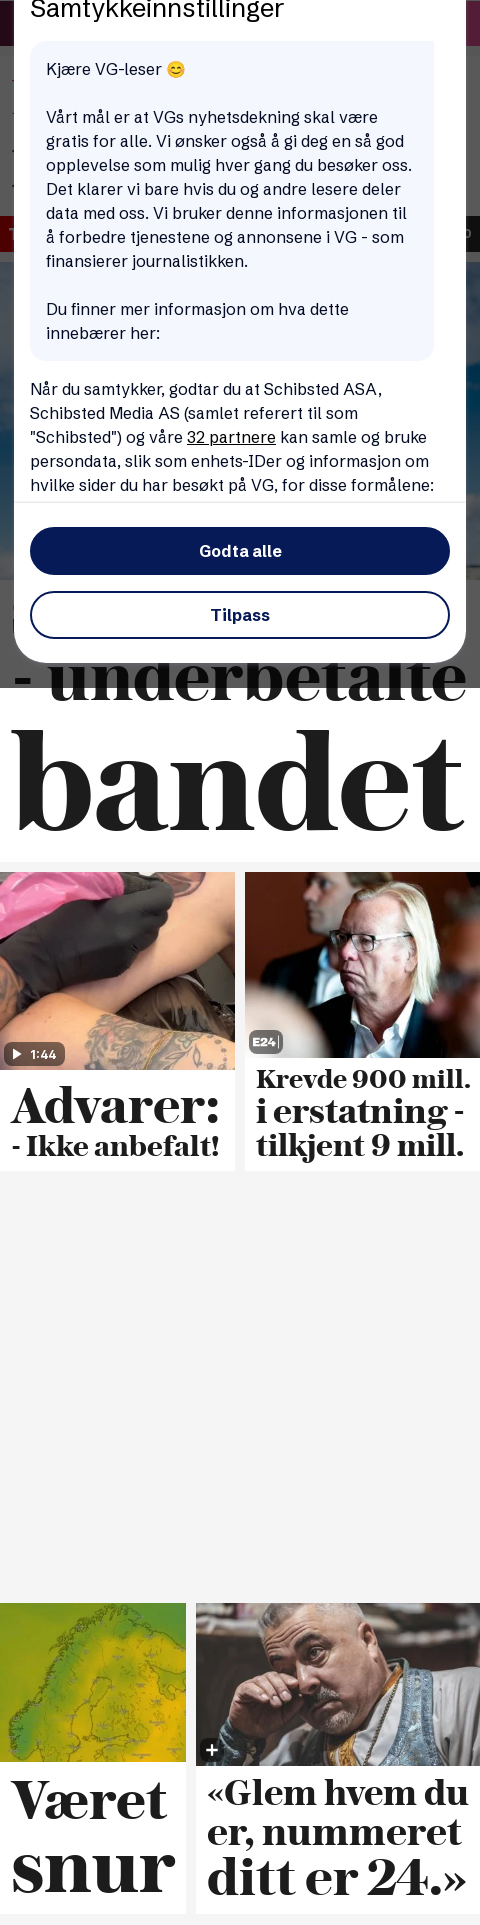 Samtykkeinnstillinger
Kjære VG-leser 😊
Vårt mål er at VGs nyhetsdekning skal være
gratis for alle. Vi ønsker også å gi deg en så god
opplevelse som mulig hver gang du besøker oss.
Det klarer vi bare hvis du og andre lesere deler
data med oss. Vi bruker denne informasjonen til
å forbedre tjenestene og annonsene i VG - som
finansierer journalistikken.
Du finner mer informasjon om hva dette
innebærer her:
Når du samtykker, godtar du at Schibsted ASA,
Schibsted Media AS (samlet referert til som
"Schibsted") og våre 32 partnere kan samle og bruke
persondata, slik som enhets-IDer og informasjon om
hvilke sider du har besøkt på VG, for disse formålene:
Godta alle
Tilpass
- underbetalte
bandet
1:44
Advarer:
- Ikke anbefalt!
E24
Krevde 900 mill.
i erstatning -
tilkjent 9 mill.
Været
snur
«Glem hvem du
er, nummeret
ditt er 24.»